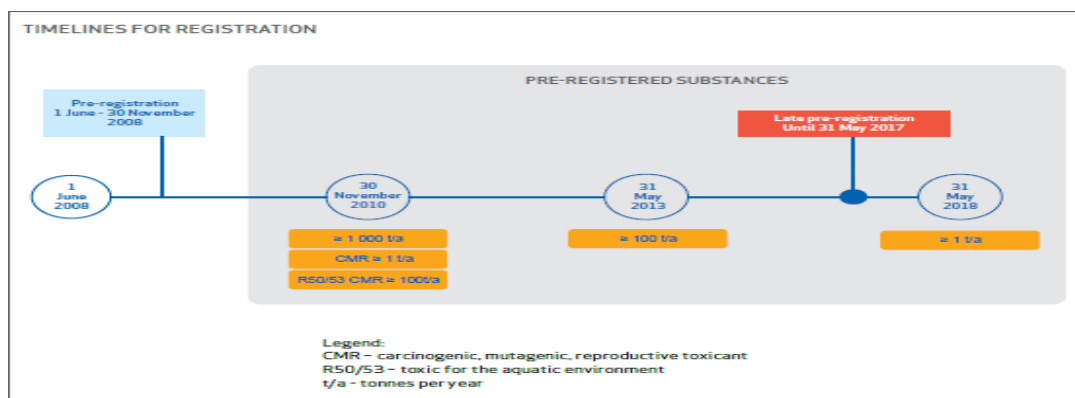 TIMELINES FOR REGISTRATION
PRE-REGISTERED SUBSTANCES
Pre-registration
1 June - 30 November
2008
Late pre-registration
Until 31 May 2017
1
June
2008
30
November
2010
31
May
2013
31
May
2018
≥ 1 000 t/a
CMR ≥ 1 t/a
R50/53 CMR ≥ 100t/a
≥ 100 t/a
≥ 1 t/a
Legend:
CMR – carcinogenic, mutagenic, reproductive toxicant
R50/53 – toxic for the aquatic environment
t/a - tonnes per year